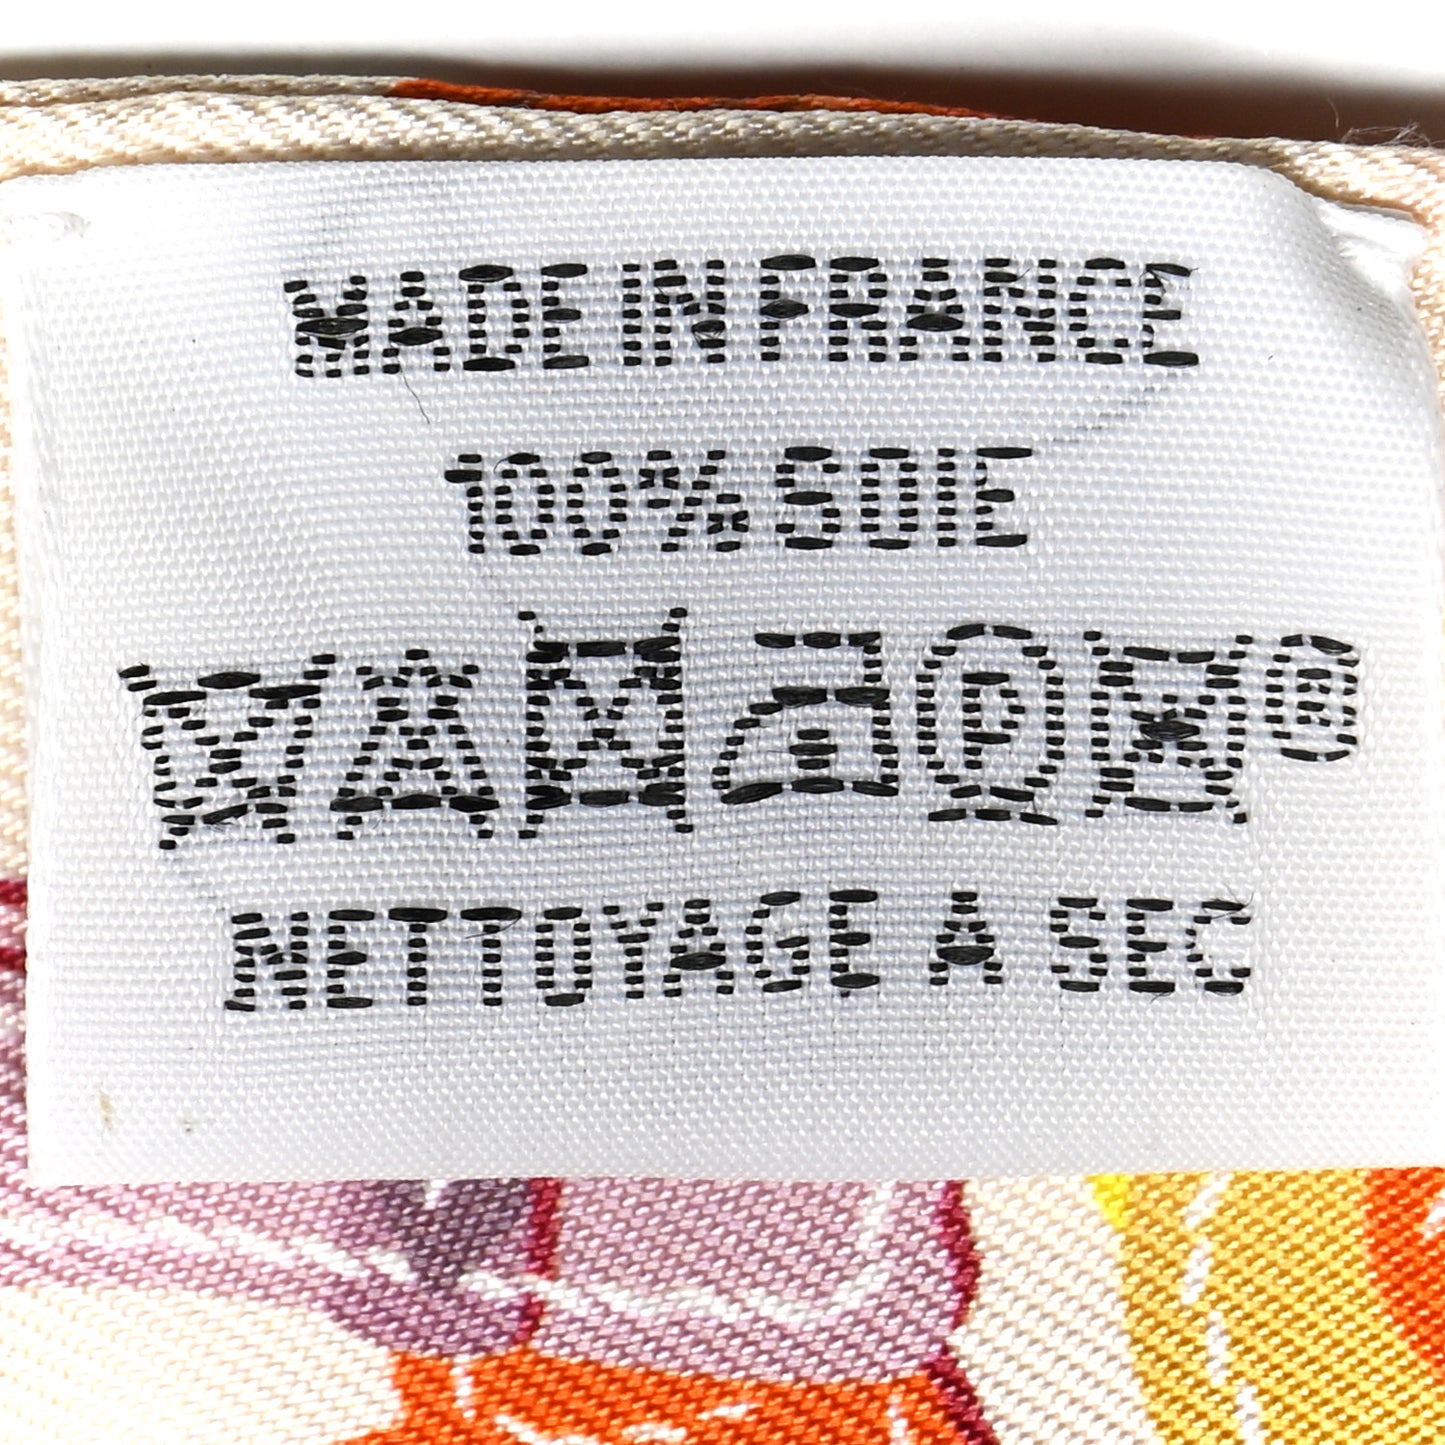 MADE IN FRANCE
100% SOIE
P ®
NETTOYAGE A SEC